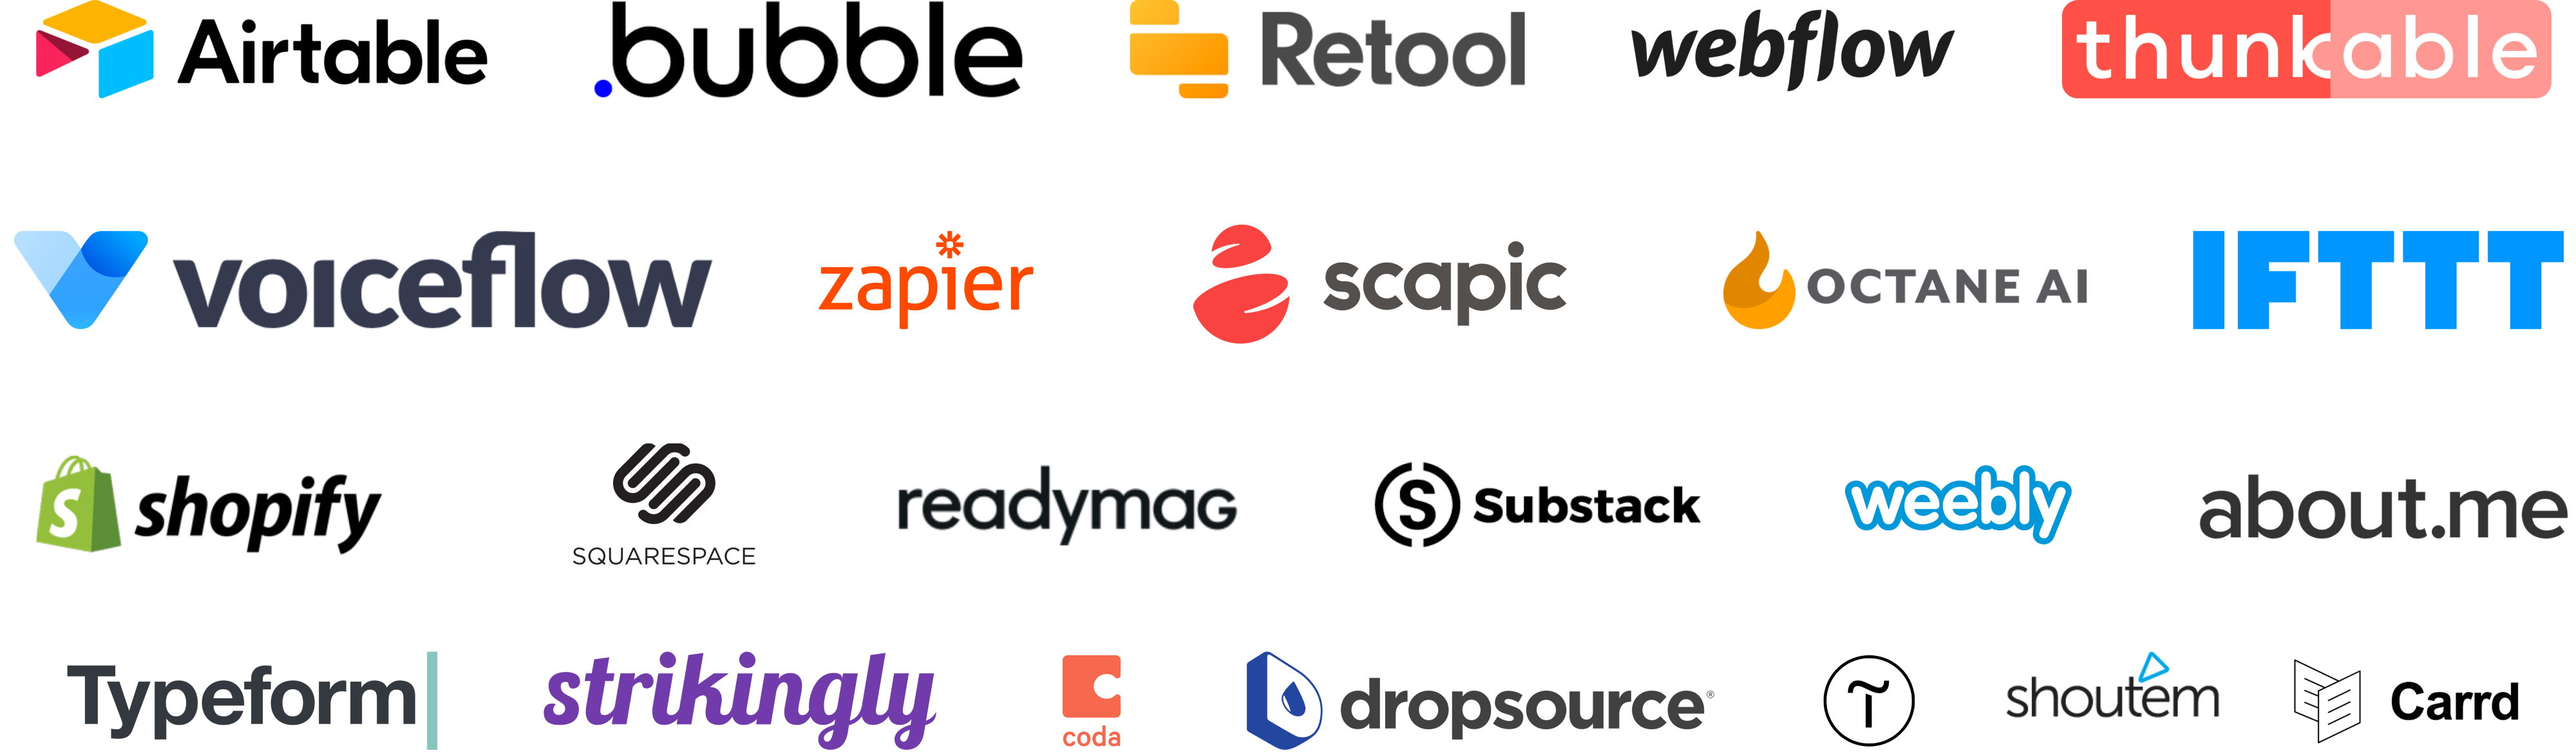 Airtable .bubble Retool webflow thunkable
voiceflow zapier scapic OCTANE AI IFTTT
S shopify SQUARESPACE readymag S Substack weebly about.me
Typeform strikingly coda dropsource® shoutem Carrd